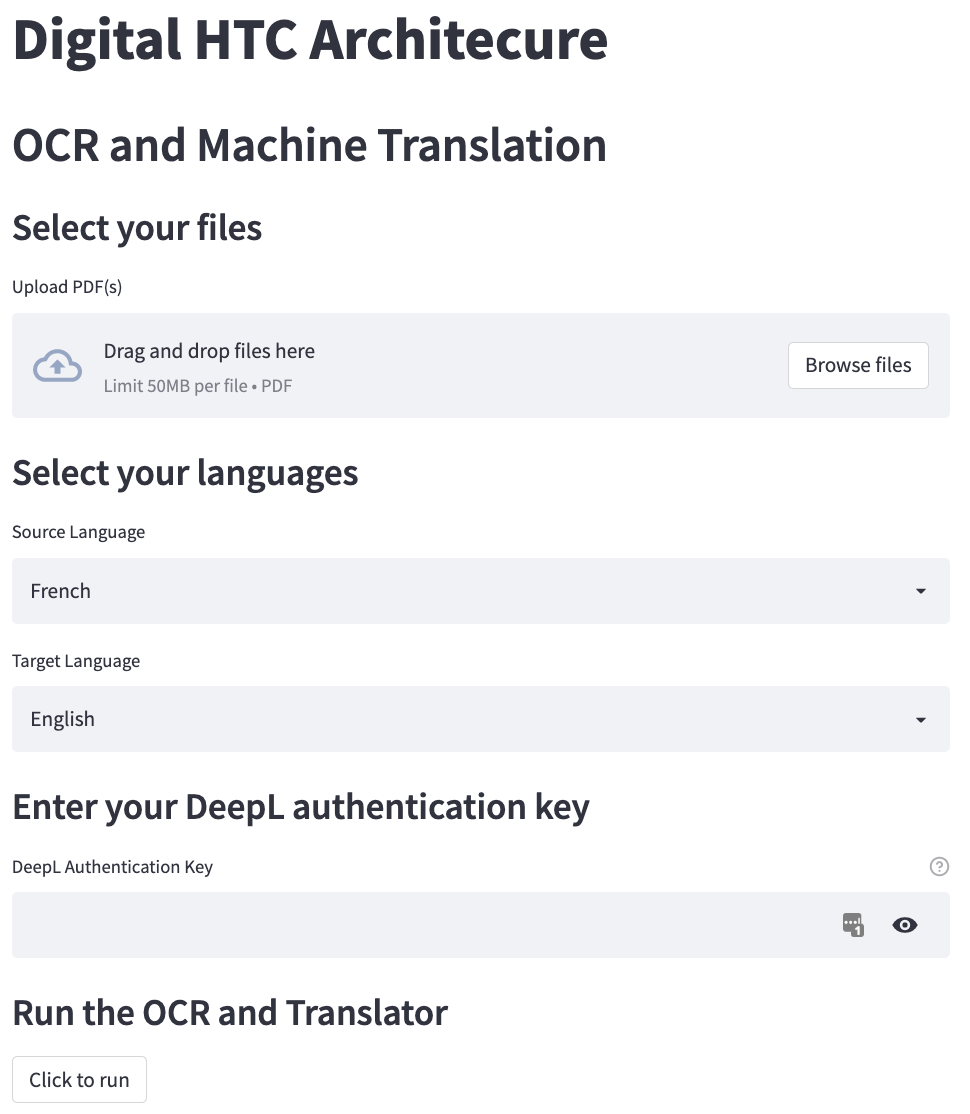 Digital HTC Architecure
OCR and Machine Translation
Select your files
Upload PDF(s)
Drag and drop files here
Limit 50MB per file • PDF
Browse files
Select your languages
Source Language
French
Target Language
English
Enter your DeepL authentication key
DeepL Authentication Key
?
1
Run the OCR and Translator
Click to run